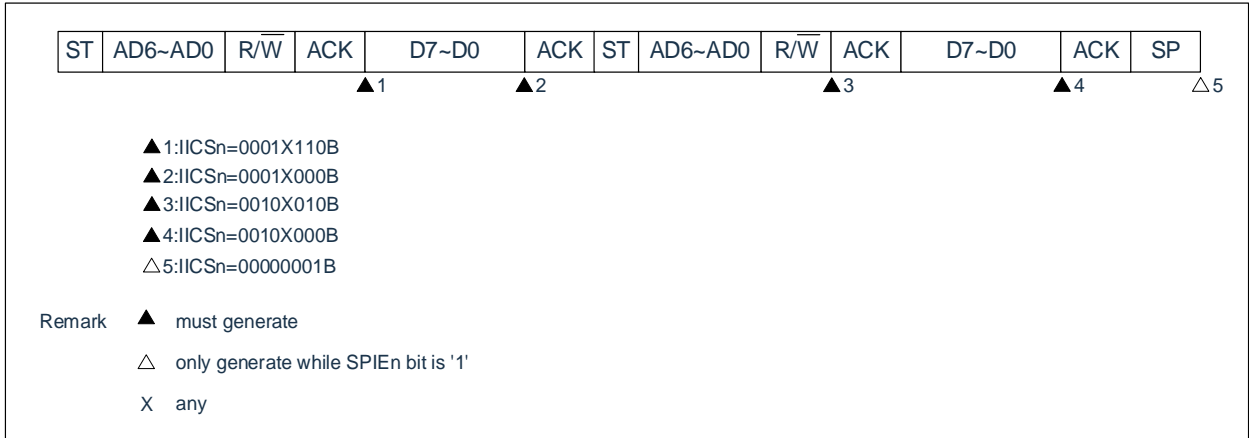 ST AD6~AD0 R/W ACK D7~D0 ACK ST AD6~AD0 R/W ACK D7~D0 ACK SP
▲1 ▲2 ▲3 ▲4 △5
▲1:IICSn=0001X110B
▲2:IICSn=0001X000B
▲3:IICSn=0010X010B
▲4:IICSn=0010X000B
△5:IICSn=00000001B
Remark ▲ must generate
△ only generate while SPIEn bit is '1'
X any